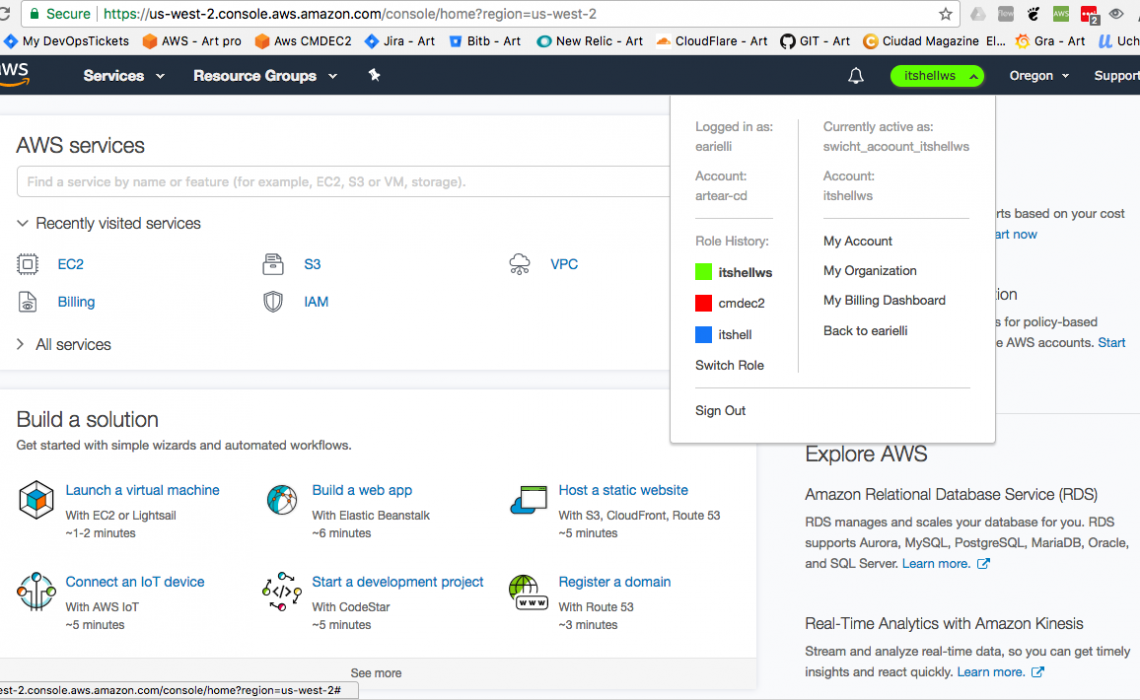 Secure | https://us-west-2.console.aws.amazon.com/console/home?region=us-west-2
new
AWS
2
My DevOpsTickets AWS - Art pro Aws CMDEC2 Jira - Art Bitb - Art New Relic - Art CloudFlare - Art GIT - Art Ciudad Magazine El... Gra - Art Uch
aws Services Resource Groups itshellws Oregon Support
AWS services
Find a service by name or feature (for example, EC2, S3 or VM, storage).
Recently visited services
EC2 S3 VPC
Billing IAM
All services
Logged in as:
earielli
Account:
artear-cd
Role History:
itshellws
cmdec2
itshell
Switch Role
Currently active as:
swicht_acoount_itshellws
Account:
itshellws
My Account
My Organization
My Billing Dashboard
Back to earielli
Sign Out
rts based on your cost
art now
ion
s for policy-based
e AWS accounts. Start
Build a solution
Get started with simple wizards and automated workflows.
Launch a virtual machine
With EC2 or Lightsail
~1-2 minutes
Build a web app
With Elastic Beanstalk
~6 minutes
Host a static website
With S3, CloudFront, Route 53
~5 minutes
Connect an IoT device
With AWS IoT
~5 minutes
Start a development project
With CodeStar
~5 minutes
Register a domain
With Route 53
~3 minutes
See more
Explore AWS
Amazon Relational Database Service (RDS)
RDS manages and scales your database for you. RDS
supports Aurora, MySQL, PostgreSQL, MariaDB, Oracle,
and SQL Server. Learn more.
Real-Time Analytics with Amazon Kinesis
Stream and analyze real-time data, so you can get timely
insights and react quickly. Learn more.
est-2.console.aws.amazon.com/console/home?region=us-west-2#